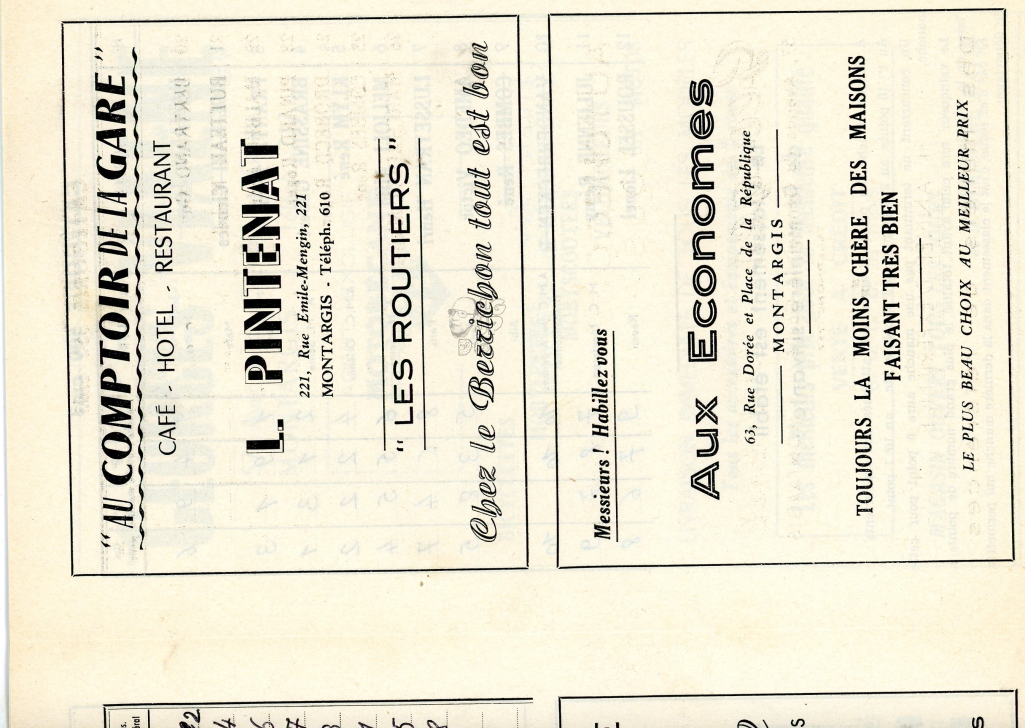 "AU COMPTOIR DE LA GARE"
CAFÉ - HOTEL - RESTAURANT
L. PINTENAT
221, Rue Emile-Mengin, 221
MONTARGIS - Téléph. 610
" LES ROUTIERS "
Chez le Berrichon tout est bon
Messieurs ! Habillez vous
Aux Economes
63, Rue Dorée et Place de la République
MONTARGIS
TOUJOURS LA MOINS CHÈRE DES MAISONS
FAISANT TRÈS BIEN
LE PLUS BEAU CHOIX AU MEILLEUR PRIX